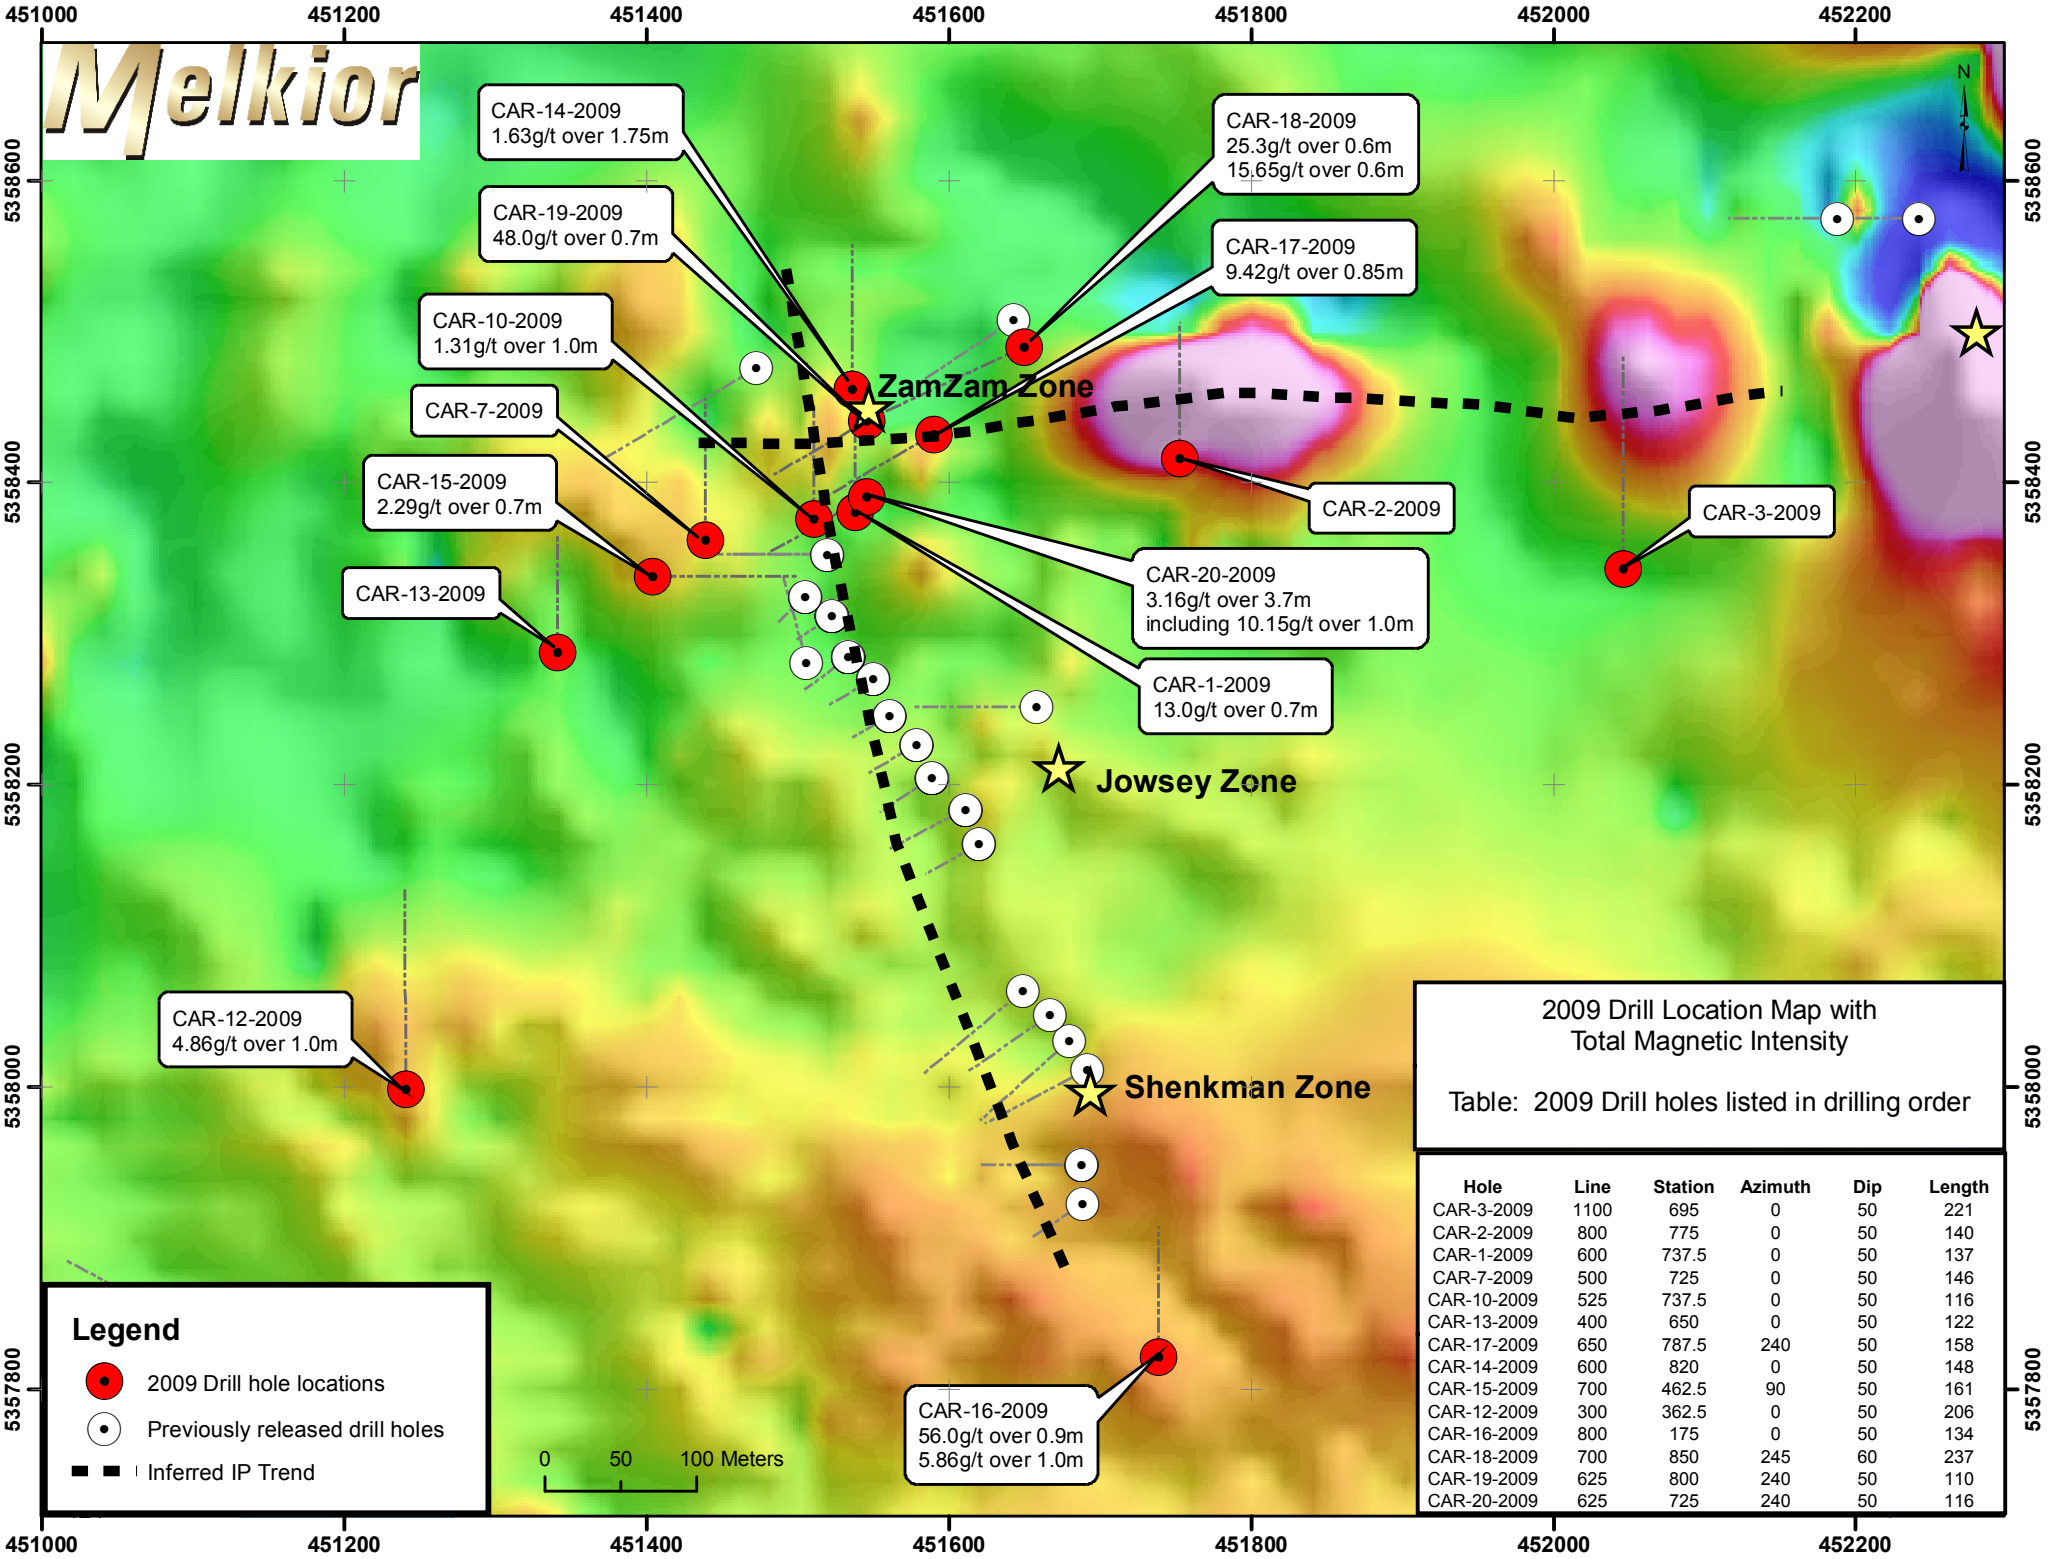 451000 451200 451400 451600 451800 452000 452200
Melkior
N
CAR-14-2009
1.63g/t over 1.75m
CAR-18-2009
25.3g/t over 0.6m
15.65g/t over 0.6m
5358600
5358600
CAR-19-2009
48.0g/t over 0.7m
CAR-17-2009
9.42g/t over 0.85m
CAR-10-2009
1.31g/t over 1.0m
ZamZam Zone
CAR-7-2009
5358400
5358400
CAR-15-2009
2.29g/t over 0.7m
CAR-2-2009
CAR-3-2009
CAR-13-2009
CAR-20-2009
3.16g/t over 3.7m
including 10.15g/t over 1.0m
CAR-1-2009
13.0g/t over 0.7m
5358200
5358200
Jowsey Zone
CAR-12-2009
4.86g/t over 1.0m
5358000
5358000
Shenkman Zone
2009 Drill Location Map with
Total Magnetic Intensity
Table: 2009 Drill holes listed in drilling order
Hole Line Station Azimuth Dip Length
CAR-3-2009 1100 695 0 50 221
CAR-2-2009 800 775 0 50 140
CAR-1-2009 600 737.5 0 50 137
CAR-7-2009 500 725 0 50 146
CAR-10-2009 525 737.5 0 50 116
CAR-13-2009 400 650 0 50 122
CAR-17-2009 650 787.5 240 50 158
CAR-14-2009 600 820 0 50 148
CAR-15-2009 700 462.5 90 50 161
CAR-12-2009 300 362.5 0 50 206
CAR-16-2009 800 175 0 50 134
CAR-18-2009 700 850 245 60 237
CAR-19-2009 625 800 240 50 110
CAR-20-2009 625 725 240 50 116
5357800
5357800
Legend
2009 Drill hole locations
Previously released drill holes
Inferred IP Trend
0 50 100 Meters
CAR-16-2009
56.0g/t over 0.9m
5.86g/t over 1.0m
451000 451200 451400 451600 451800 452000 452200